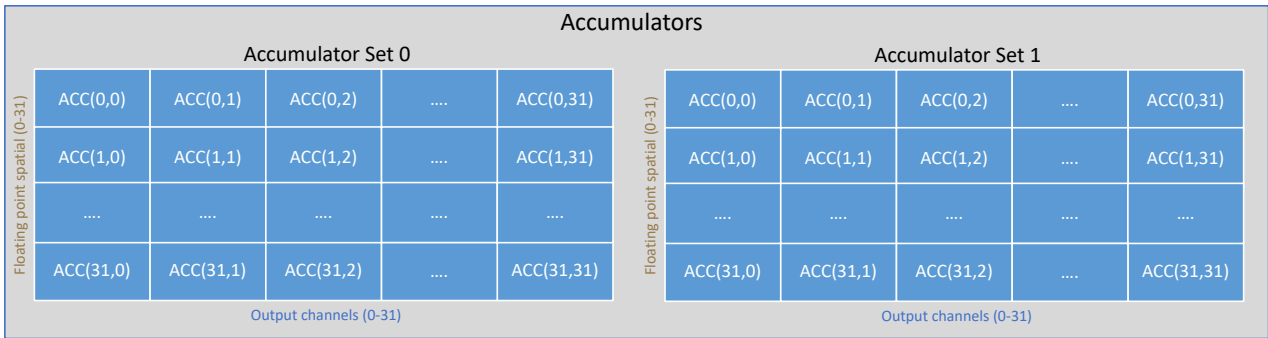 Accumulators
Accumulator Set 0
Floating point spatial (0-31)
ACC(0,0) ACC(0,1) ACC(0,2) .... ACC(0,31)
ACC(1,0) ACC(1,1) ACC(1,2) .... ACC(1,31)
.... .... .... .... ....
ACC(31,0) ACC(31,1) ACC(31,2) .... ACC(31,31)
Output channels (0-31)
Accumulator Set 1
Floating point spatial (0-31)
ACC(0,0) ACC(0,1) ACC(0,2) .... ACC(0,31)
ACC(1,0) ACC(1,1) ACC(1,2) .... ACC(1,31)
.... .... .... .... ....
ACC(31,0) ACC(31,1) ACC(31,2) .... ACC(31,31)
Output channels (0-31)